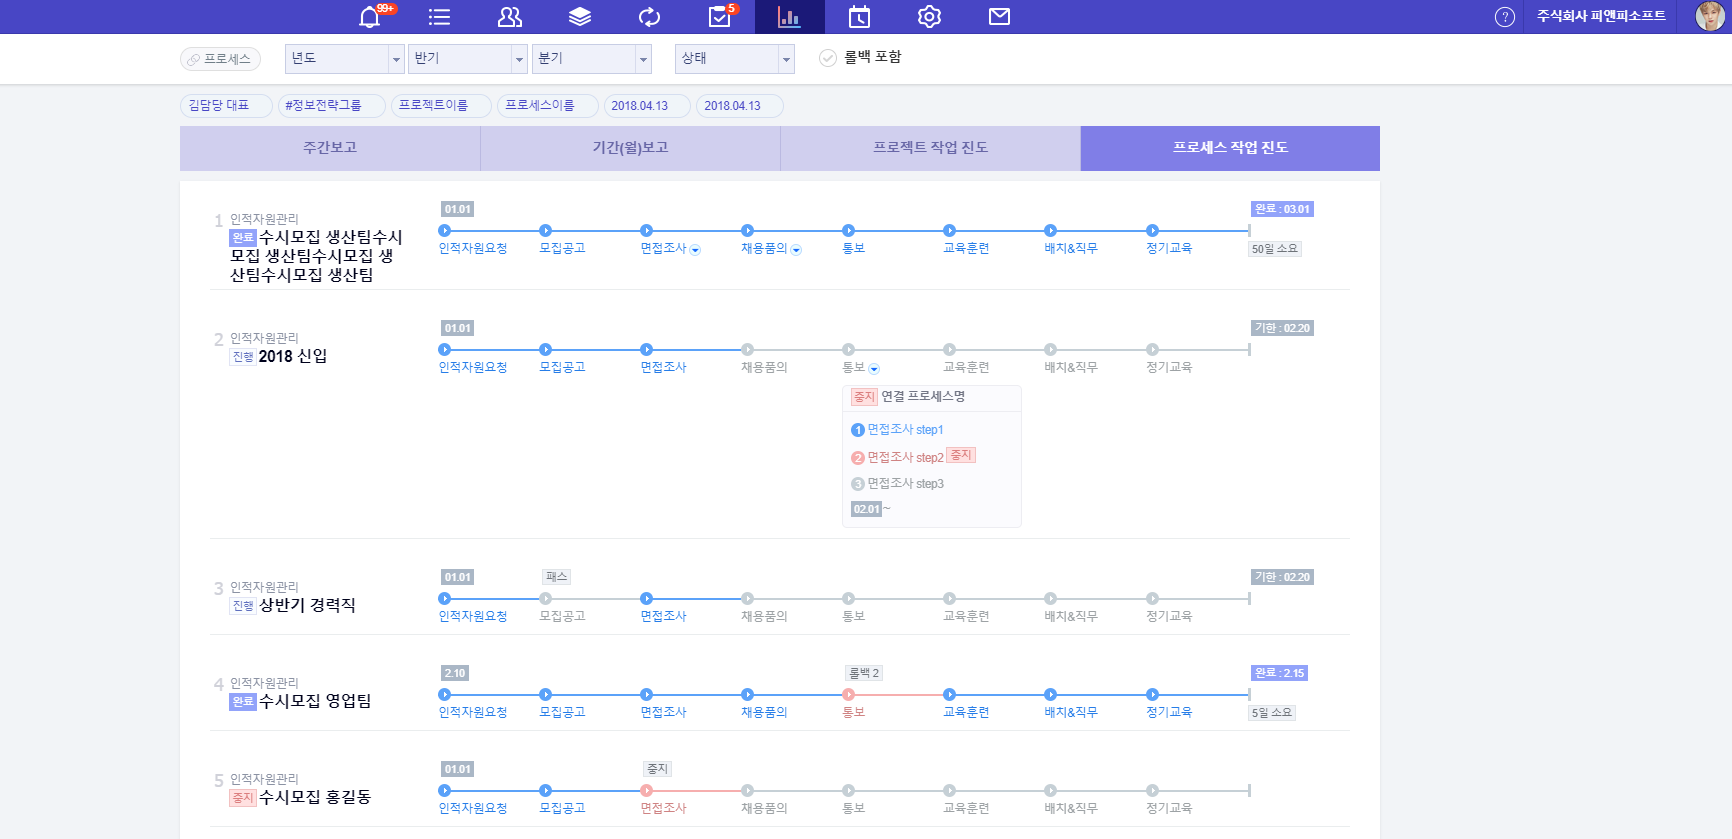 99+
5
?
주식회사 피앤피소프트
프로세스
년도
반기
분기
상태
롤백 포함
김담당 대표
#정보전략그룹
프로젝트이름
프로세스이름
2018.04.13
2018.04.13
주간보고
기간(월)보고
프로젝트 작업 진도
프로세스 작업 진도
1
인적자원관리
완료 수시모집 생산팀수시
모집 생산팀수시모집 생
산팀수시모집 생산팀
01.01
완료 : 03.01
인적자원요청
모집공고
면접조사
채용품의
통보
교육훈련
배치&직무
정기교육
50일 소요
2
인적자원관리
진행 2018 신입
01.01
기한 : 02.20
인적자원요청
모집공고
면접조사
채용품의
통보
교육훈련
배치&직무
정기교육
중지 연결 프로세스명
1 면접조사 step1
2 면접조사 step2 중지
3 면접조사 step3
02.01 ~
3
인적자원관리
진행 상반기 경력직
01.01
패스
기한 : 02.20
인적자원요청
모집공고
면접조사
채용품의
통보
교육훈련
배치&직무
정기교육
4
인적자원관리
완료 수시모집 영업팀
2.10
롤백 2
완료 : 2.15
인적자원요청
모집공고
면접조사
채용품의
통보
교육훈련
배치&직무
정기교육
5일 소요
5
인적자원관리
중지 수시모집 홍길동
01.01
중지
인적자원요청
모집공고
면접조사
채용품의
통보
교육훈련
배치&직무
정기교육